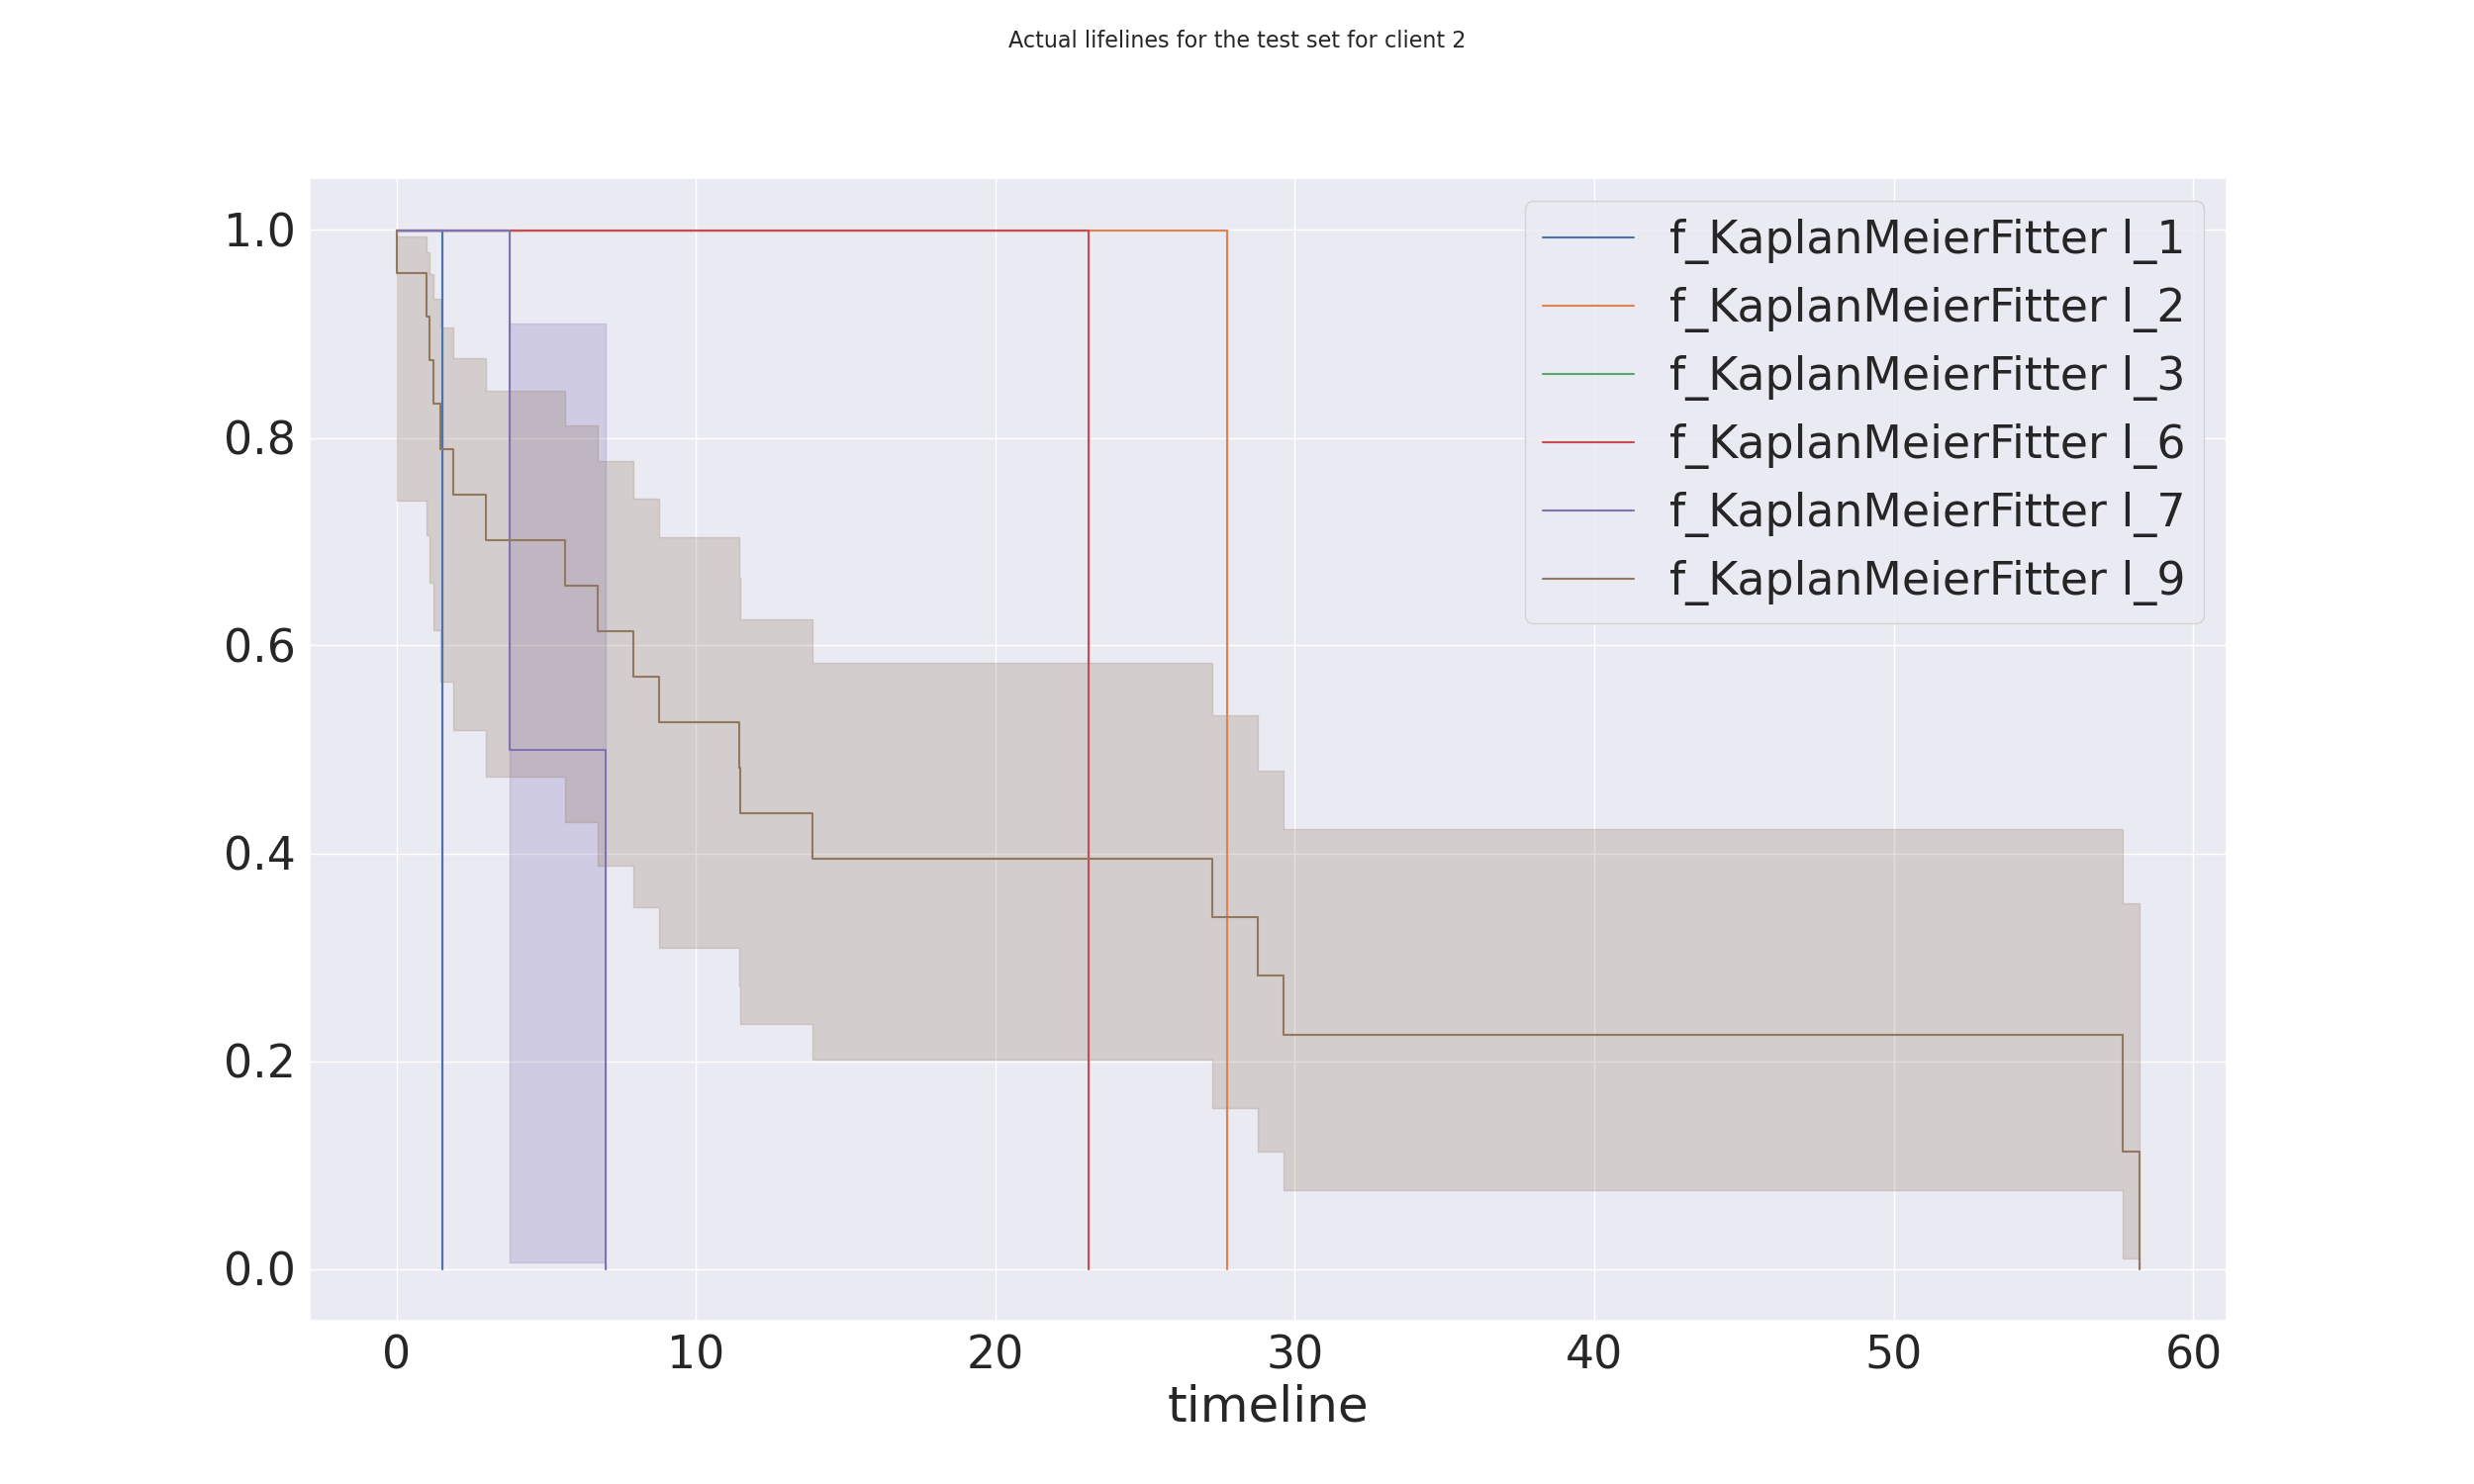 Actual lifelines for the test set for client 2
1.0
0.8
0.6
0.4
0.2
0.0
f_KaplanMeierFitter l_1
f_KaplanMeierFitter l_2
f_KaplanMeierFitter l_3
f_KaplanMeierFitter l_6
f_KaplanMeierFitter l_7
f_KaplanMeierFitter l_9
0 10 20 30 40 50 60
timeline